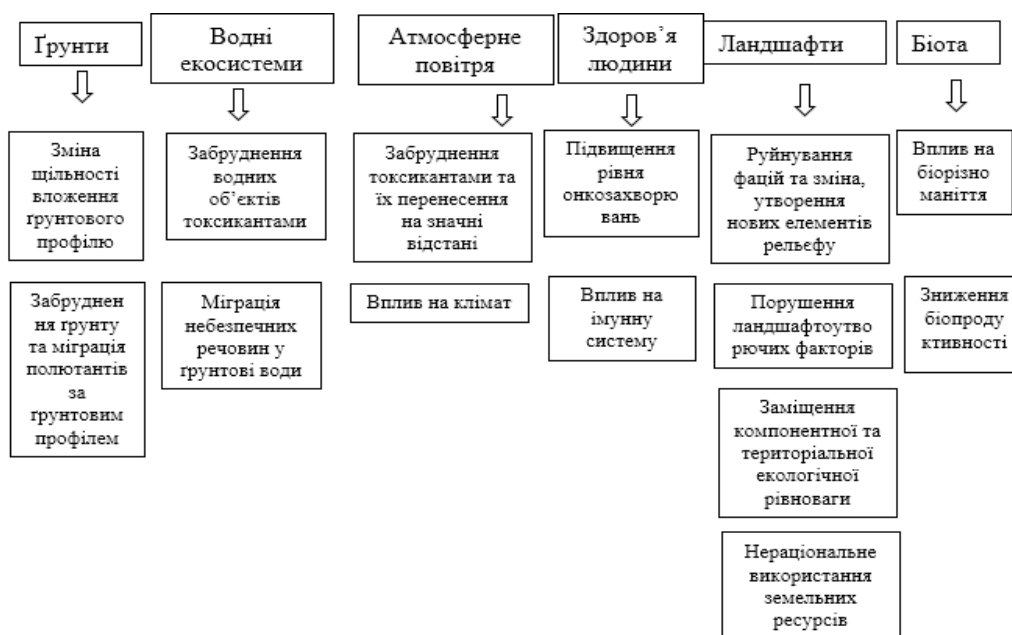 Ґрунти
Водні
екосистеми
Атмосферне
повітря
Здоров’я
людини
Ландшафти
Біота
Зміна
щільності
вложення
ґрунтового
профілю
Забруднення
водних
об’єктів
токсикантами
Забруднення
токсикантами та
їх перенесення
на значні
відстані
Підвищення
рівня
онкозахворю
вань
Руйнування
фацій та зміна,
утворення
нових елементів
рельєфу
Вплив на
біорізно
маніття
Забруднен
ня ґрунту
та міграція
полютантів
за
ґрунтовим
профілем
Міграція
небезпечних
речовин у
ґрунтові води
Вплив на клімат
Вплив на
імунну
систему
Порушення
ландшафтоутво
рюючих факторів
Зниження
біопроду
ктивності
Заміщення
компонентної та
територіальної
екологічної
рівноваги
Нераціональне
використання
земельних
ресурсів